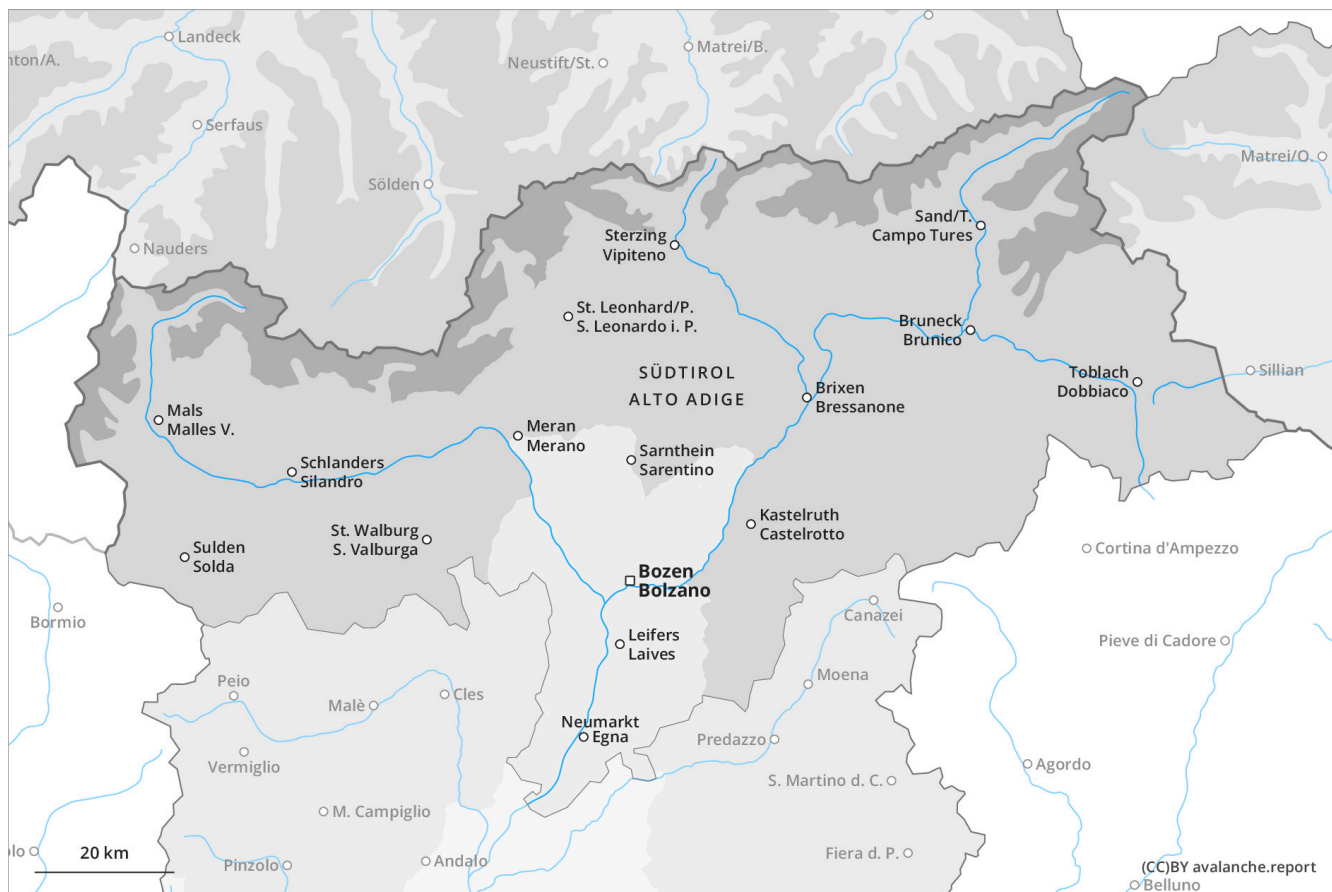 Landeck
nton/A.
Matrei/B.
Neustift/St.
Serfaus
Matrei/O.
Sölden
Sand/T.
Campo Tures
Nauders
Sterzing
Vipiteno
St. Leonhard/P.
S. Leonardo i. P.
Bruneck
Brunico
SÜDTIROL
ALTO ADIGE
Toblach
Dobbiaco
Sillian
Brixen
Bressanone
Mals
Malles V.
Meran
Merano
Sarnthein
Sarentino
Schlanders
Silandro
Kastelruth
Castelrotto
St. Walburg
S. Valburga
Sulden
Solda
Cortina d'Ampezzo
Bozen
Bolzano
Bormio
Canazei
Leifers
Laives
Pieve di Cadore
Peio
Moena
Malè
Cles
Neumarkt
Egna
Predazzo
Vermiglio
Agordo
S. Martino d. C.
M. Campiglio
20 km
olo
Pinzolo
Andalo
Fiera d. P.
(CC)BY avalanche.report
Belluno